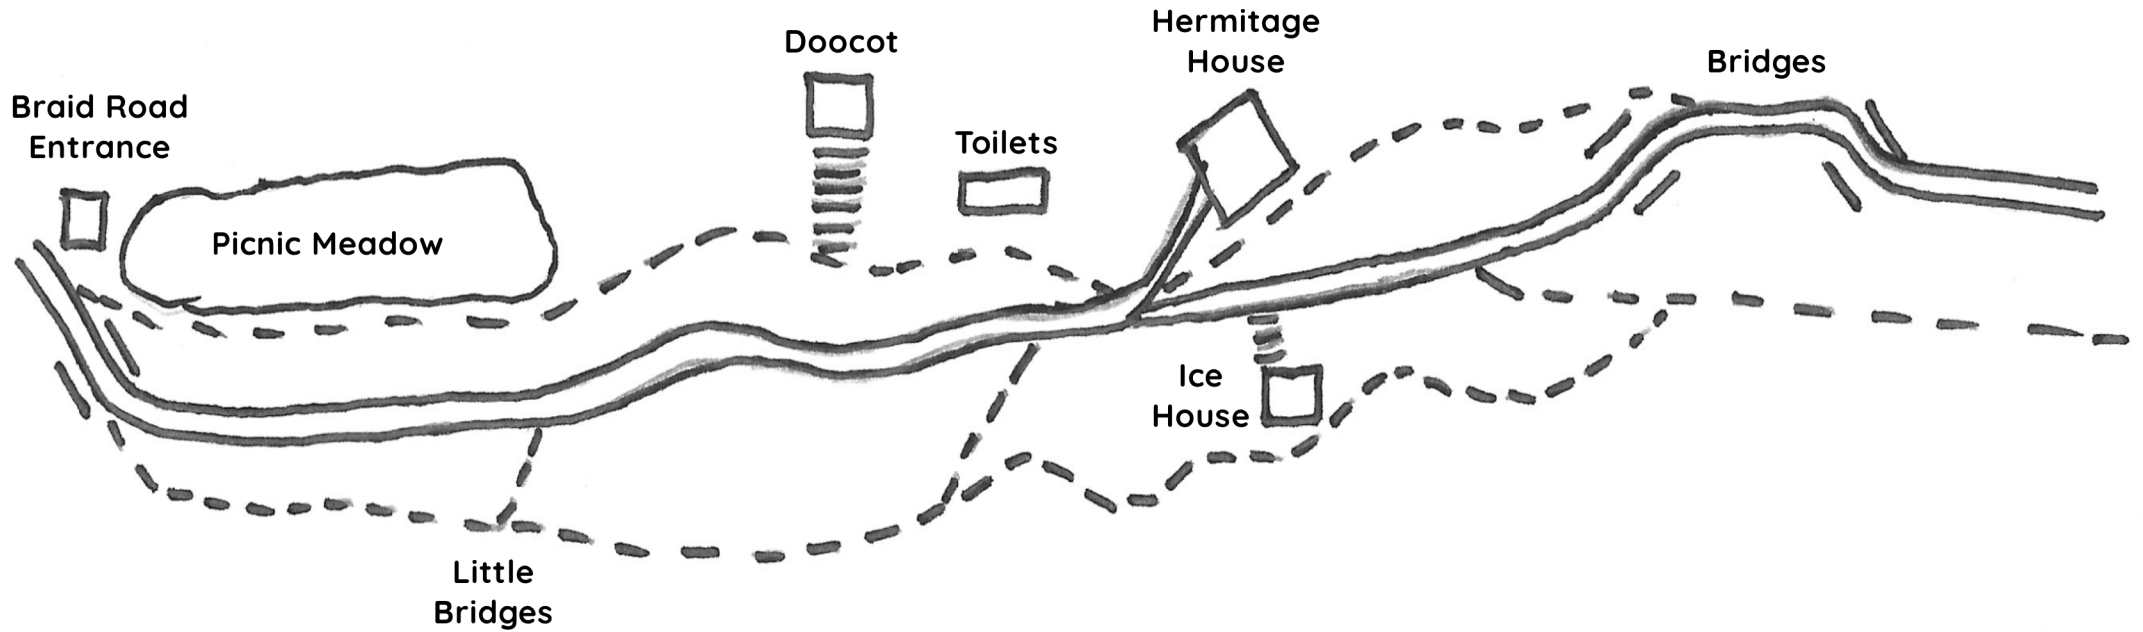 Braid Road
Entrance
Picnic Meadow
Doocot
Toilets
Hermitage
House
Bridges
Ice
House
Little
Bridges